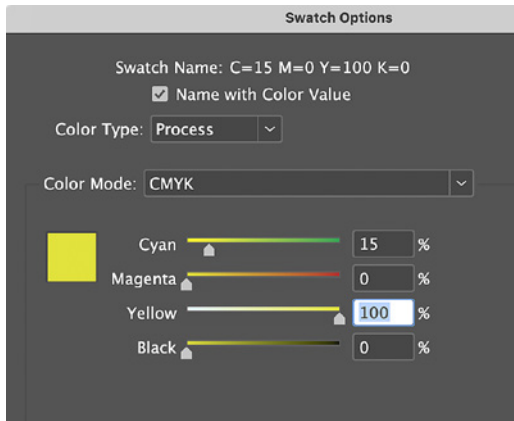 Swatch Options
Swatch Name: C=15 M=0 Y=100 K=0
Name with Color Value
Color Type: Process
Color Mode: CMYK
Cyan 15 %
Magenta 0 %
Yellow 100 %
Black 0 %